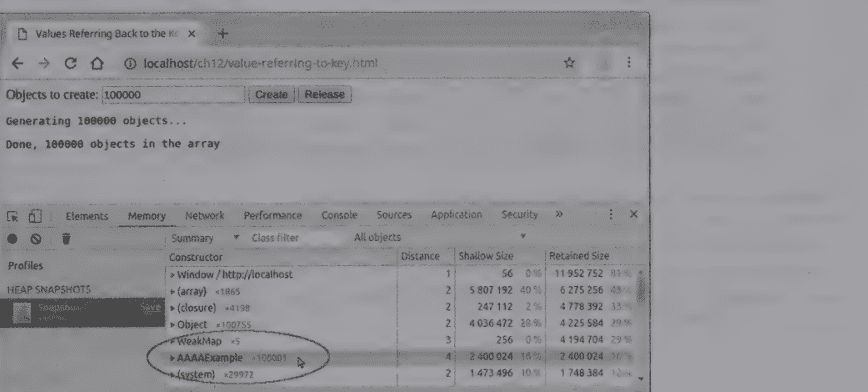 Values Referring Back to the Ke
localhost/ch12/value-referring-to-key.html
Objects to create: 100000 Create Release
Generating 100000 objects...
Done, 100000 objects in the array
Elements Memory Network Performance Console Sources Application Security »
Summary Class filter All objects
Profiles
Constructor Distance Shallow Size Retained Size
HEAP SNAPSHOTS
Save
Window / http://localhost 1 56 0 % 11 952 752
(array) ×1865 2 5 807 192 40 % 6 275 256
(closure) ×4198 2 247 112 2 % 4 778 392
Object ×100755 2 4 036 472 28 % 4 225 584
WeakMap ×5 3 256 0 % 4 194 704 29 %
AAAAExample ×100001 4 2 400 024 16 % 2 400 024
(system) ×29972 2 1 473 496 10 % 1 748 384